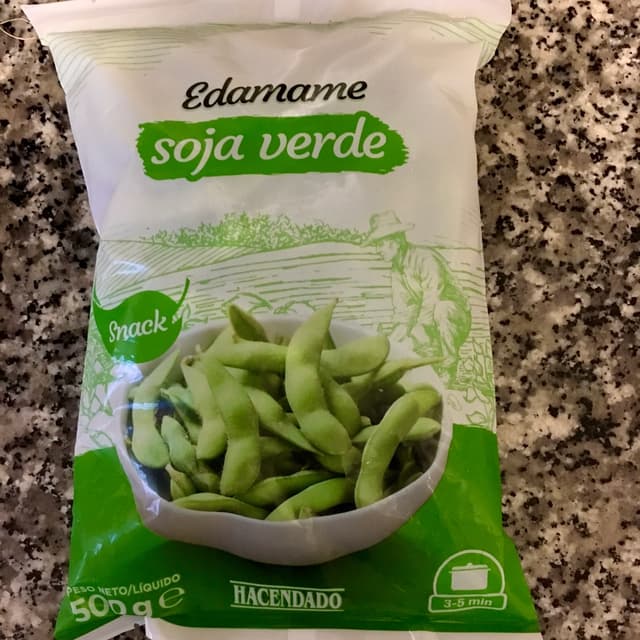 Edamame
soja verde
Snack
PESO NETO/LÍQUIDO
500 g e
HACENDADO
3-5 min